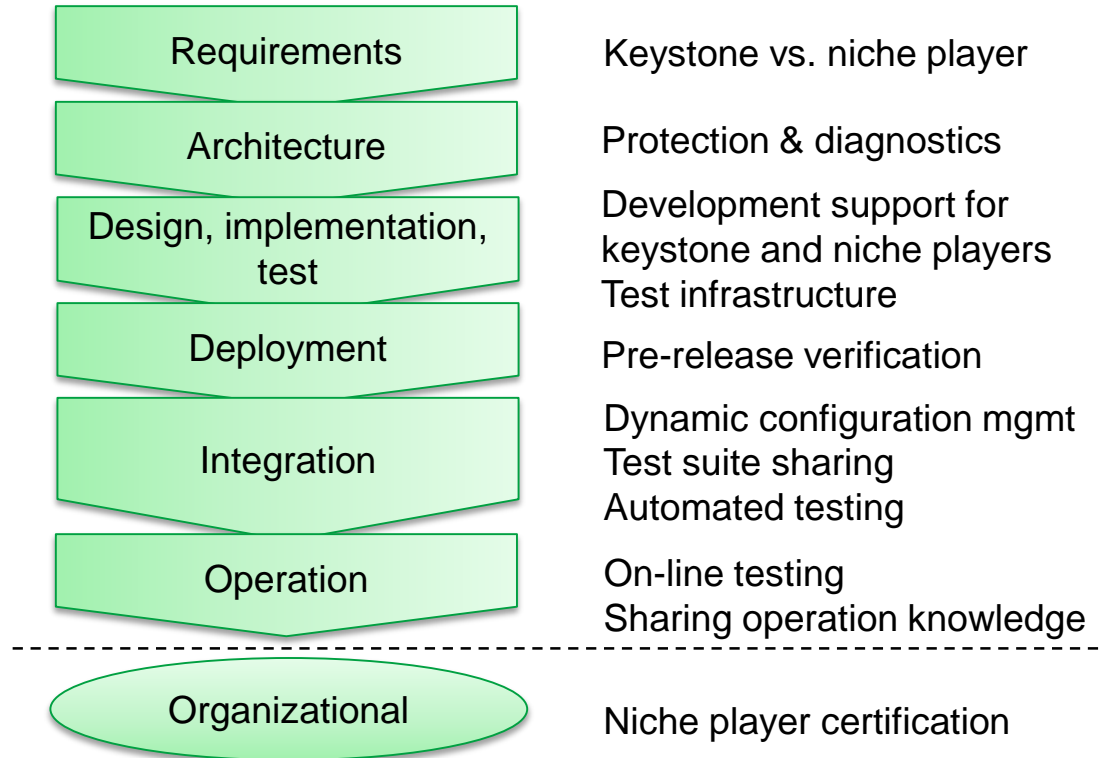 Requirements
Keystone vs. niche player
Architecture
Protection & diagnostics
Design, implementation,
test
Development support for
keystone and niche players
Test infrastructure
Deployment
Pre-release verification
Integration
Dynamic configuration mgmt
Test suite sharing
Automated testing
Operation
On-line testing
Sharing operation knowledge
Organizational
Niche player certification